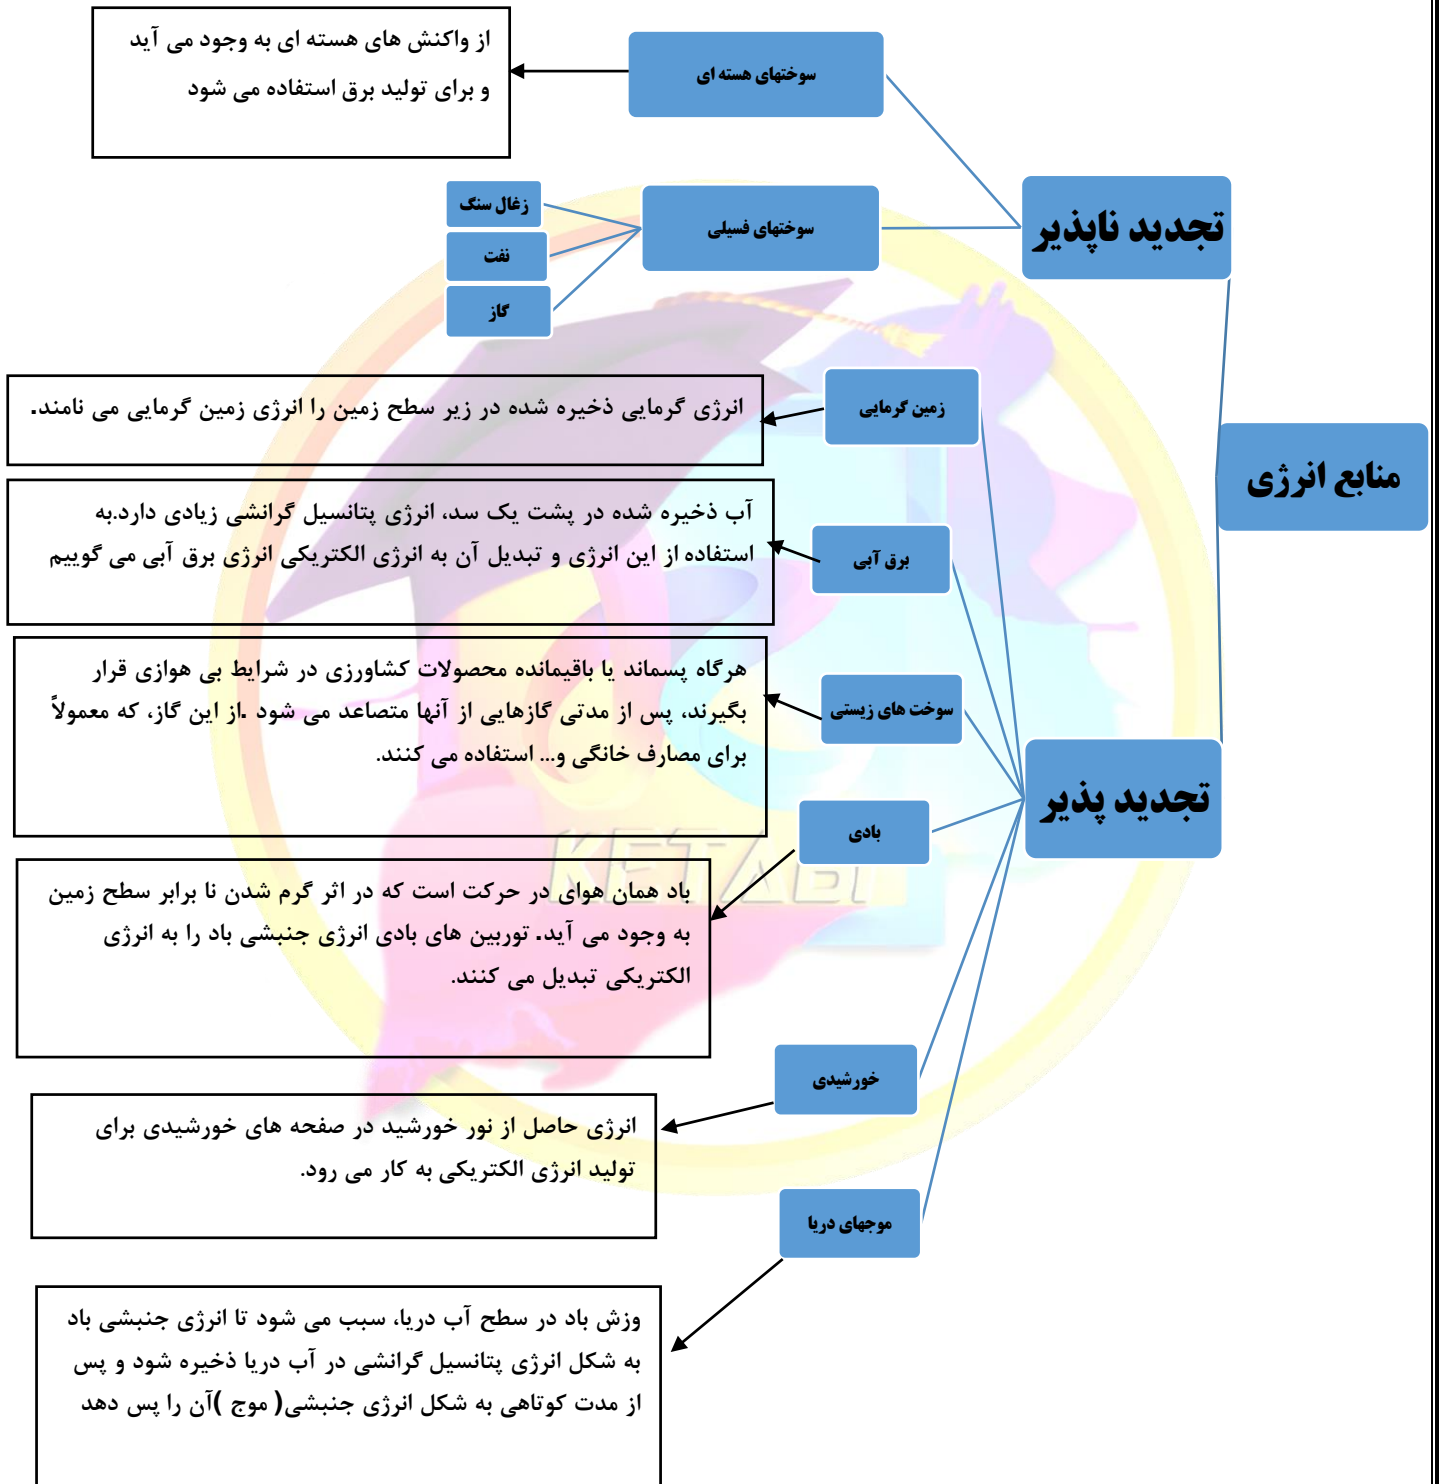 منابع انرژی
تجدید ناپذیر
سوختهای هسته ای
از واکنش های هسته ای به وجود می آید
و برای تولید برق استفاده می شود
سوختهای فسیلی
زغال سنگ
نفت
گاز
تجدید پذیر
زمین گرمایی
انرژی گرمایی ذخیره شده در زیر سطح زمین را انرژی زمین گرمایی می نامند.
برق آبی
آب ذخیره شده در پشت یک سد، انرژی پتانسیل گرانشی زیادی دارد.به
استفاده از این انرژی و تبدیل آن به انرژی الکتریکی انرژی برق آبی می گوییم
سوخت های زیستی
هرگاه پسماند یا باقیمانده محصولات کشاورزی در شرایط بی هوازی قرار
بگیرند، پس از مدتی گازهایی از آنها متصاعد می شود .از این گاز، که معمولاً
برای مصارف خانگی و... استفاده می کنند.
بادی
باد همان هوای در حرکت است که در اثر گرم شدن نا برابر سطح زمین
به وجود می آید. توربین های بادی انرژی جنبشی باد را به انرژی
الکتریکی تبدیل می کنند.
خورشیدی
انرژی حاصل از نور خورشید در صفحه های خورشیدی برای
تولید انرژی الکتریکی به کار می رود.
موجهای دریا
وزش باد در سطح آب دریا، سبب می شود تا انرژی جنبشی باد
به شکل انرژی پتانسیل گرانشی در آب دریا ذخیره شود و پس
از مدت کوتاهی به شکل انرژی جنبشی( موج )آن را پس دهد
KETABI